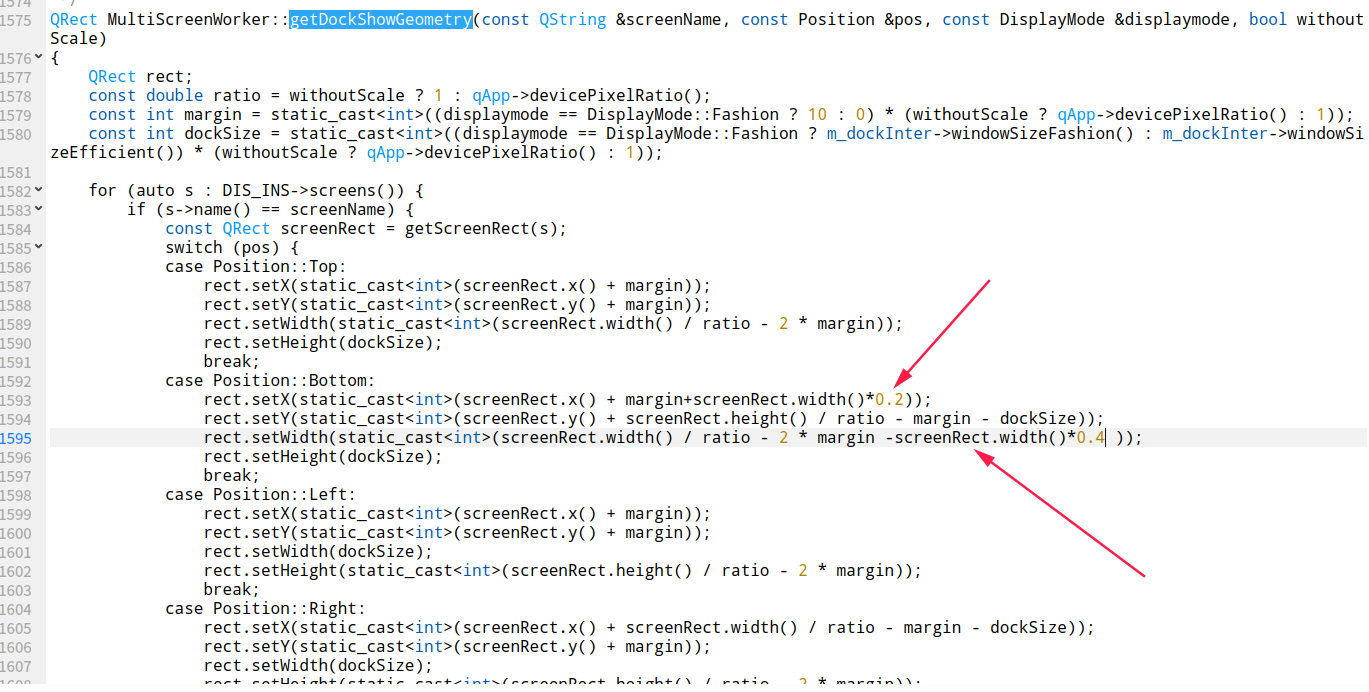 1574 */
1575 QRect MultiScreenWorker::getDockShowGeometry(const QString &screenName, const Position &pos, const DisplayMode &displaymode, bool without
Scale)
1576 {
1577 QRect rect;
1578 const double ratio = withoutScale ? 1 : qApp->devicePixelRatio();
1579 const int margin = static_cast<int>((displaymode == DisplayMode::Fashion ? 10 : 0) * (withoutScale ? qApp->devicePixelRatio() : 1));
1580 const int dockSize = static_cast<int>((displaymode == DisplayMode::Fashion ? m_dockInter->windowSizeFashion() : m_dockInter->windowSi
zeEfficient()) * (withoutScale ? qApp->devicePixelRatio() : 1));
1581
1582 for (auto s : DIS_INS->screens()) {
1583 if (s->name() == screenName) {
1584 const QRect screenRect = getScreenRect(s);
1585 switch (pos) {
1586 case Position::Top:
1587 rect.setX(static_cast<int>(screenRect.x() + margin));
1588 rect.setY(static_cast<int>(screenRect.y() + margin));
1589 rect.setWidth(static_cast<int>(screenRect.width() / ratio - 2 * margin));
1590 rect.setHeight(dockSize);
1591 break;
1592 case Position::Bottom:
1593 rect.setX(static_cast<int>(screenRect.x() + margin+screenRect.width()*0.2));
1594 rect.setY(static_cast<int>(screenRect.y() + screenRect.height() / ratio - margin - dockSize));
1595 rect.setWidth(static_cast<int>(screenRect.width() / ratio - 2 * margin -screenRect.width()*0.4 ));
1596 rect.setHeight(dockSize);
1597 break;
1598 case Position::Left:
1599 rect.setX(static_cast<int>(screenRect.x() + margin));
1600 rect.setY(static_cast<int>(screenRect.y() + margin));
1601 rect.setWidth(dockSize);
1602 rect.setHeight(static_cast<int>(screenRect.height() / ratio - 2 * margin));
1603 break;
1604 case Position::Right:
1605 rect.setX(static_cast<int>(screenRect.x() + screenRect.width() / ratio - margin - dockSize));
1606 rect.setY(static_cast<int>(screenRect.y() + margin));
1607 rect.setWidth(dockSize);
1608 rect.setHeight(static_cast<int>(screenRect.height() / ratio - 2 * margin));